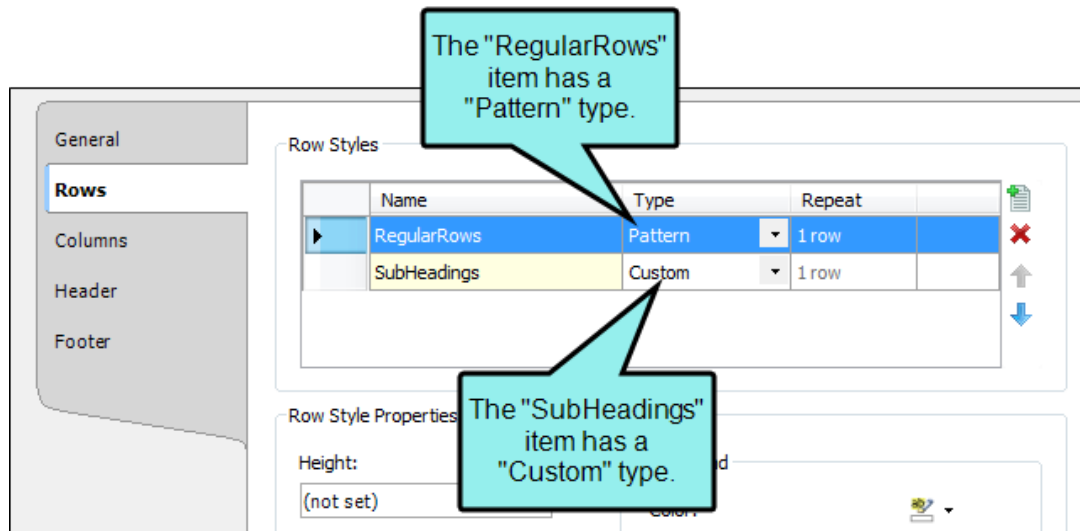 The "RegularRows"
item has a
"Pattern" type.
General
Rows
Columns
Header
Footer
Row Styles
Name Type Repeat
RegularRows Pattern 1 row
SubHeadings Custom 1 row
The "SubHeadings"
item has a
"Custom" type.
Row Style Properties
Height:
(not set)
Color: